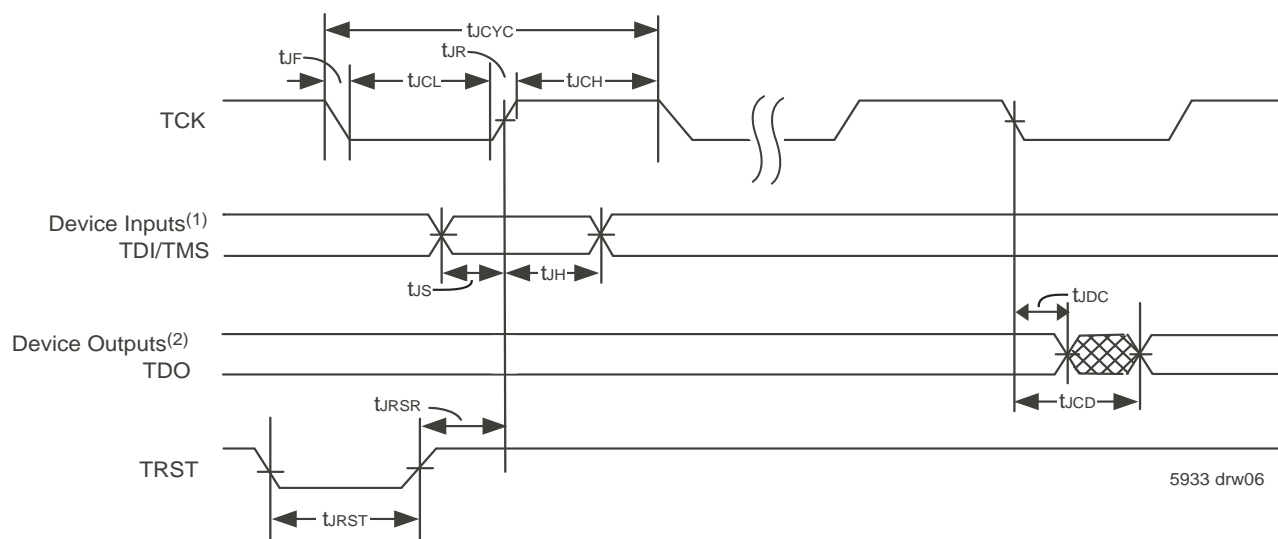 tJCYC
tJF
tJR
tJCL
tJCH
TCK
Device Inputs(1)
TDI/TMS
tJS
tJH
tJDC
Device Outputs(2)
TDO
tJCD
tJRSR
TRST
5933 drw06
tJRST